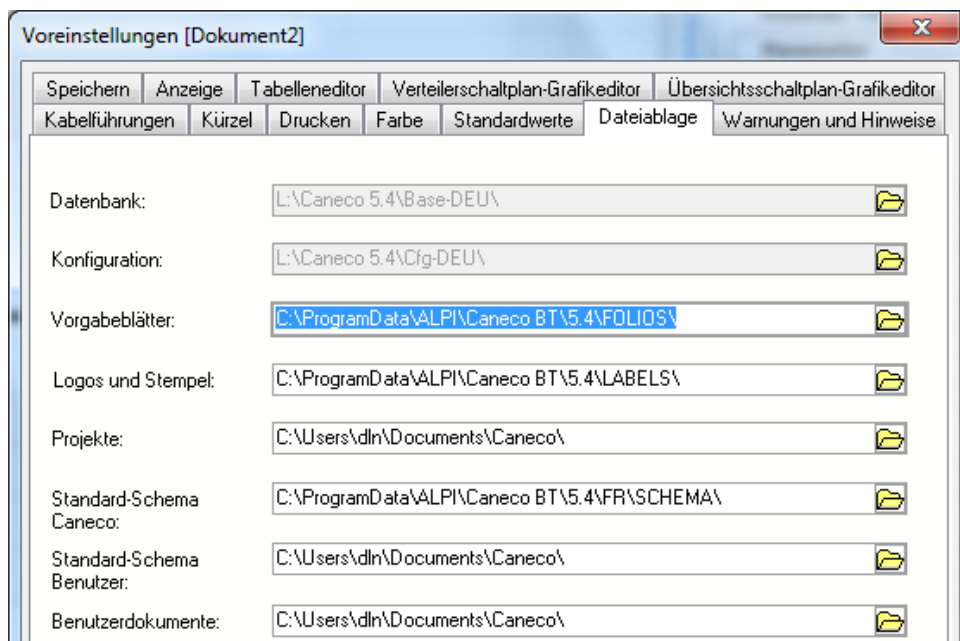 Voreinstellungen [Dokument2]
Speichern Anzeige Tabelleneditor Verteilerschaltplan-Grafikeditor Übersichtsschaltplan-Grafikeditor
Kabelführungen Kürzel Drucken Farbe Standardwerte Dateiablage Warnungen und Hinweise
Datenbank: L:\Caneco 5.4\Base-DEU\
Konfiguration: L:\Caneco 5.4\Cfg-DEU\
Vorgabeblätter: C:\ProgramData\ALPI\Caneco BT\5.4\FOLIOS\
Logos und Stempel: C:\ProgramData\ALPI\Caneco BT\5.4\LABELS\
Projekte: C:\Users\dln\Documents\Caneco\
Standard-Schema C:\ProgramData\ALPI\Caneco BT\5.4\FR\SCHEMA\
Caneco:
Standard-Schema C:\Users\dln\Documents\Caneco\
Benutzer:
Benutzerdokumente: C:\Users\dln\Documents\Caneco\